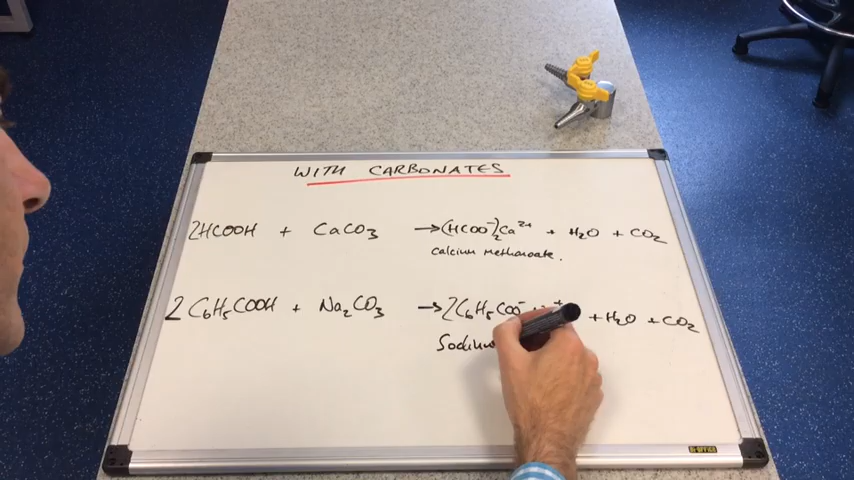 WITH CARBONATES
2HCOOH + CaCO₃ → (HCOO⁻)₂Ca²⁺ + H₂O + CO₂
calcium methanoate.
2 C₆H₅COOH + Na₂CO₃ → 2C₆H₅COO⁻ + H₂O + CO₂
Sodium